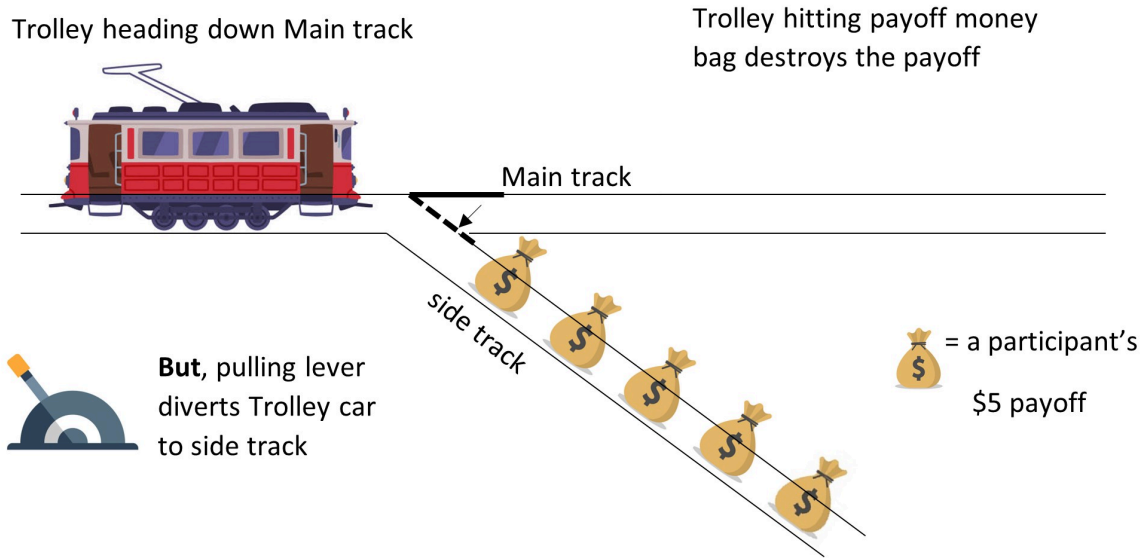 Trolley heading down Main track
Trolley hitting payoff money
bag destroys the payoff
Main track
side track
$
$
$
$
$
But, pulling lever
diverts Trolley car
to side track
$
= a participant’s
$5 payoff